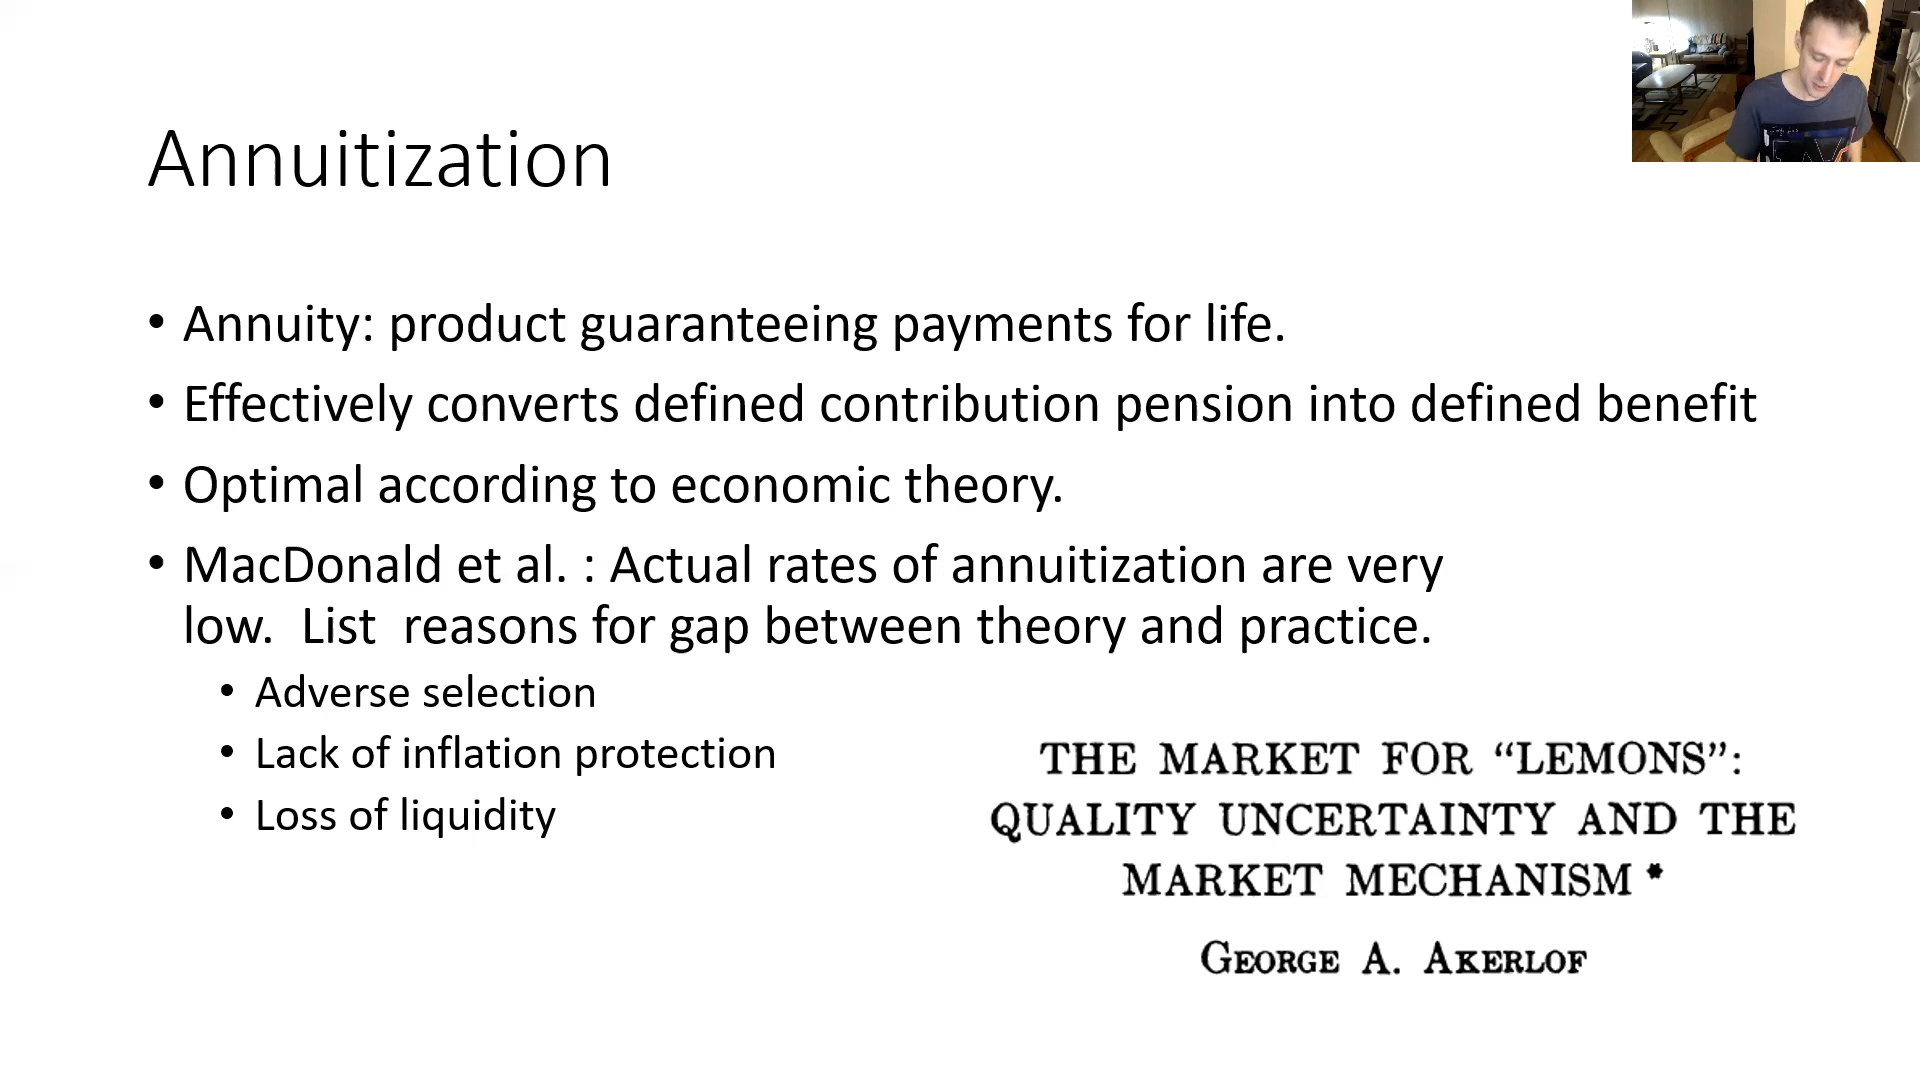 Annuitization
• Annuity: product guaranteeing payments for life.
• Effectively converts defined contribution pension into defined benefit
• Optimal according to economic theory.
• MacDonald et al. : Actual rates of annuitization are very
low.  List  reasons for gap between theory and practice.
• Adverse selection
• Lack of inflation protection
• Loss of liquidity
THE MARKET FOR “LEMONS”:
QUALITY UNCERTAINTY AND THE
MARKET MECHANISM *
GEORGE A. AKERLOF